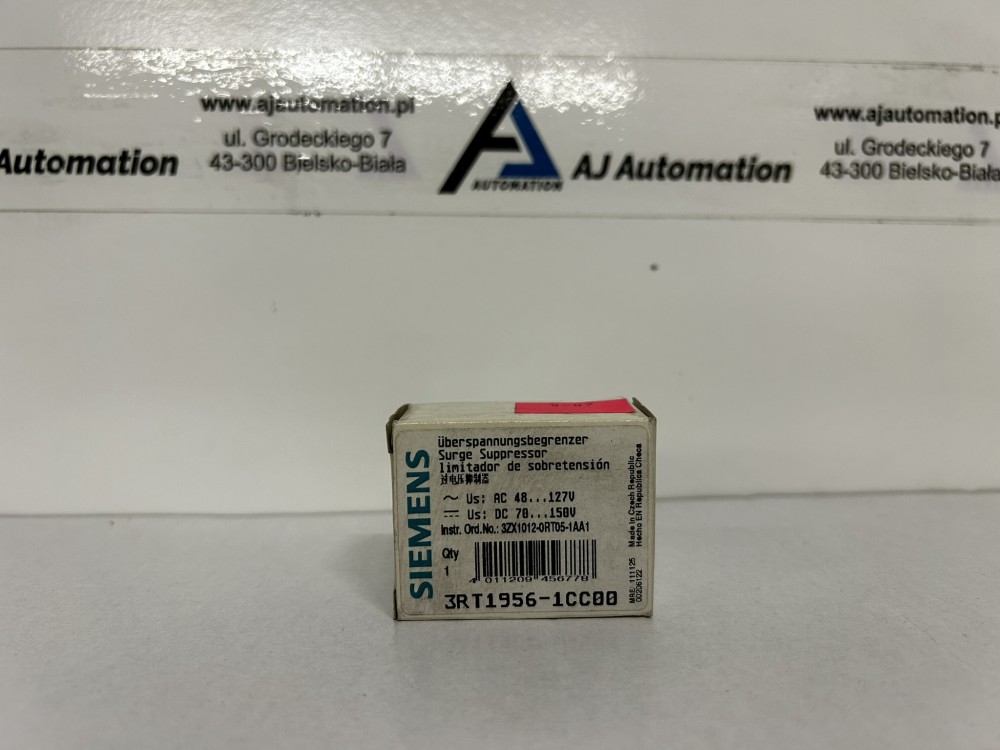 www.ajautomation.pl
ul. Grodeckiego 7
43-300 Bielsko-Biała
Automation
AUTOMATION
AJ Automation
www.ajautomation.p
ul. Grodeckiego 7
43-300 Bielsko-Biała
SIEMENS
Überspannungsbegrenzer
Surge Suppressor
limitador de sobretensión
过电压抑制器
~ Us: AC 48...127V
Us: DC 70...150V
Instr. Ord.No.: 3ZX1012-0RT05-1AA1
Qty
1
4 011209 456778
3RT1956-1CC00
Made in Czech Republic
Hecho EN Republica Checa
MRE: 111125
00206122